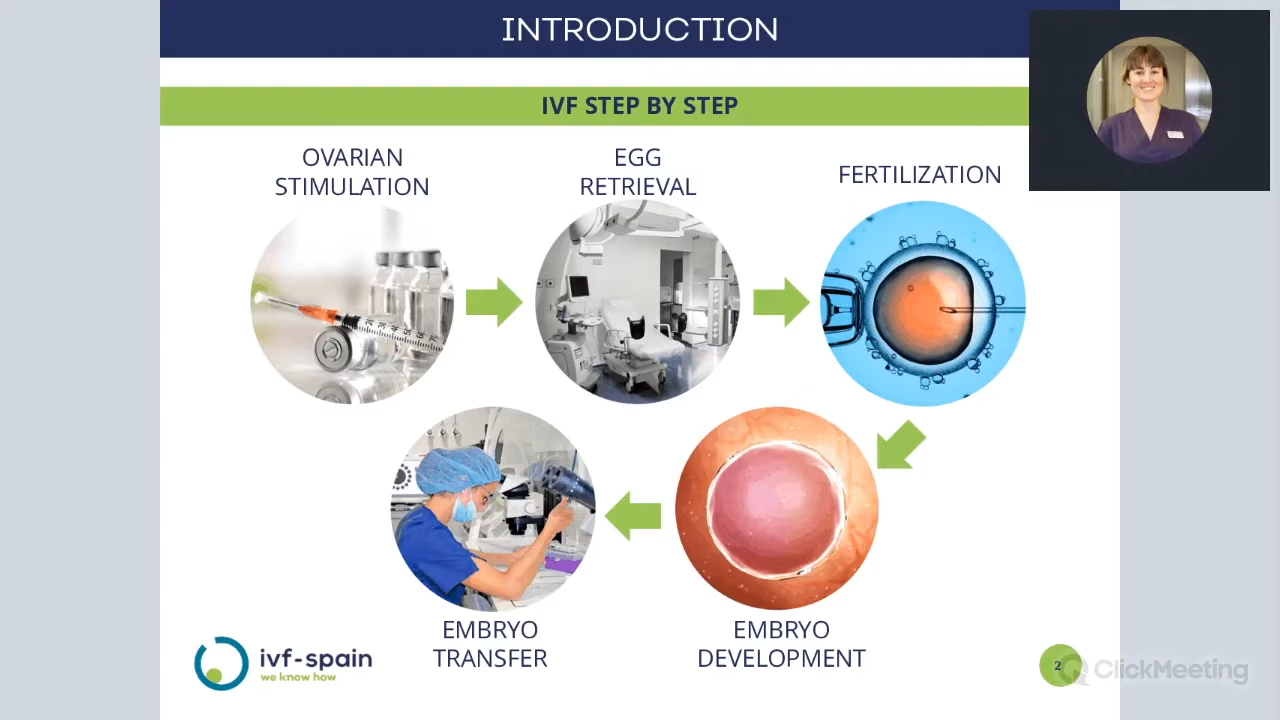 INTRODUCTION
IVF STEP BY STEP
OVARIAN
STIMULATION
EGG
RETRIEVAL
FERTILIZATION
EMBRYO
TRANSFER
EMBRYO
DEVELOPMENT
ivf-spain
we know how
2
ClickMeeting